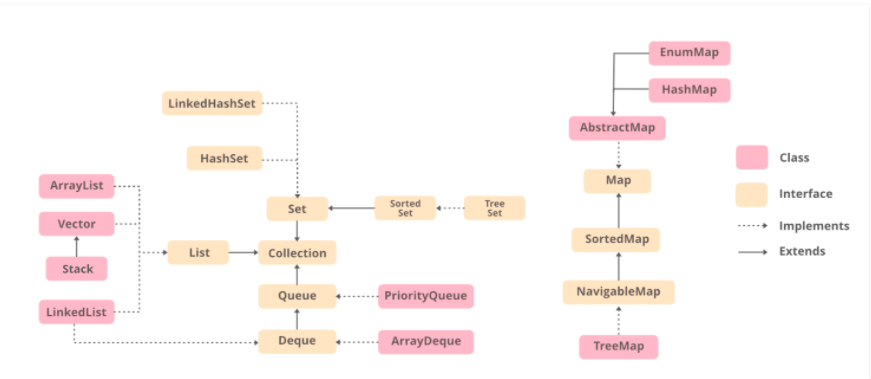 EnumMap
LinkedHashSet
HashMap
AbstractMap
HashSet
Class
ArrayList
Map
Interface
Set
Sorted
Set
Tree
Set
Vector
Implements
SortedMap
List
Collection
Extends
Stack
NavigableMap
Queue
PriorityQueue
LinkedList
Deque
ArrayDeque
TreeMap